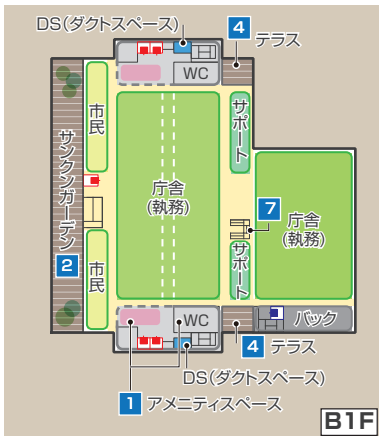 DS(ダクトスペース)
4 テラス
WC
市民
サポート
サンクンガーデン
2
庁舎
(執務)
7
庁舎
(執務)
市民
サポート
WC
バック
4 テラス
DS(ダクトスペース)
1 アメニティスペース
B1F